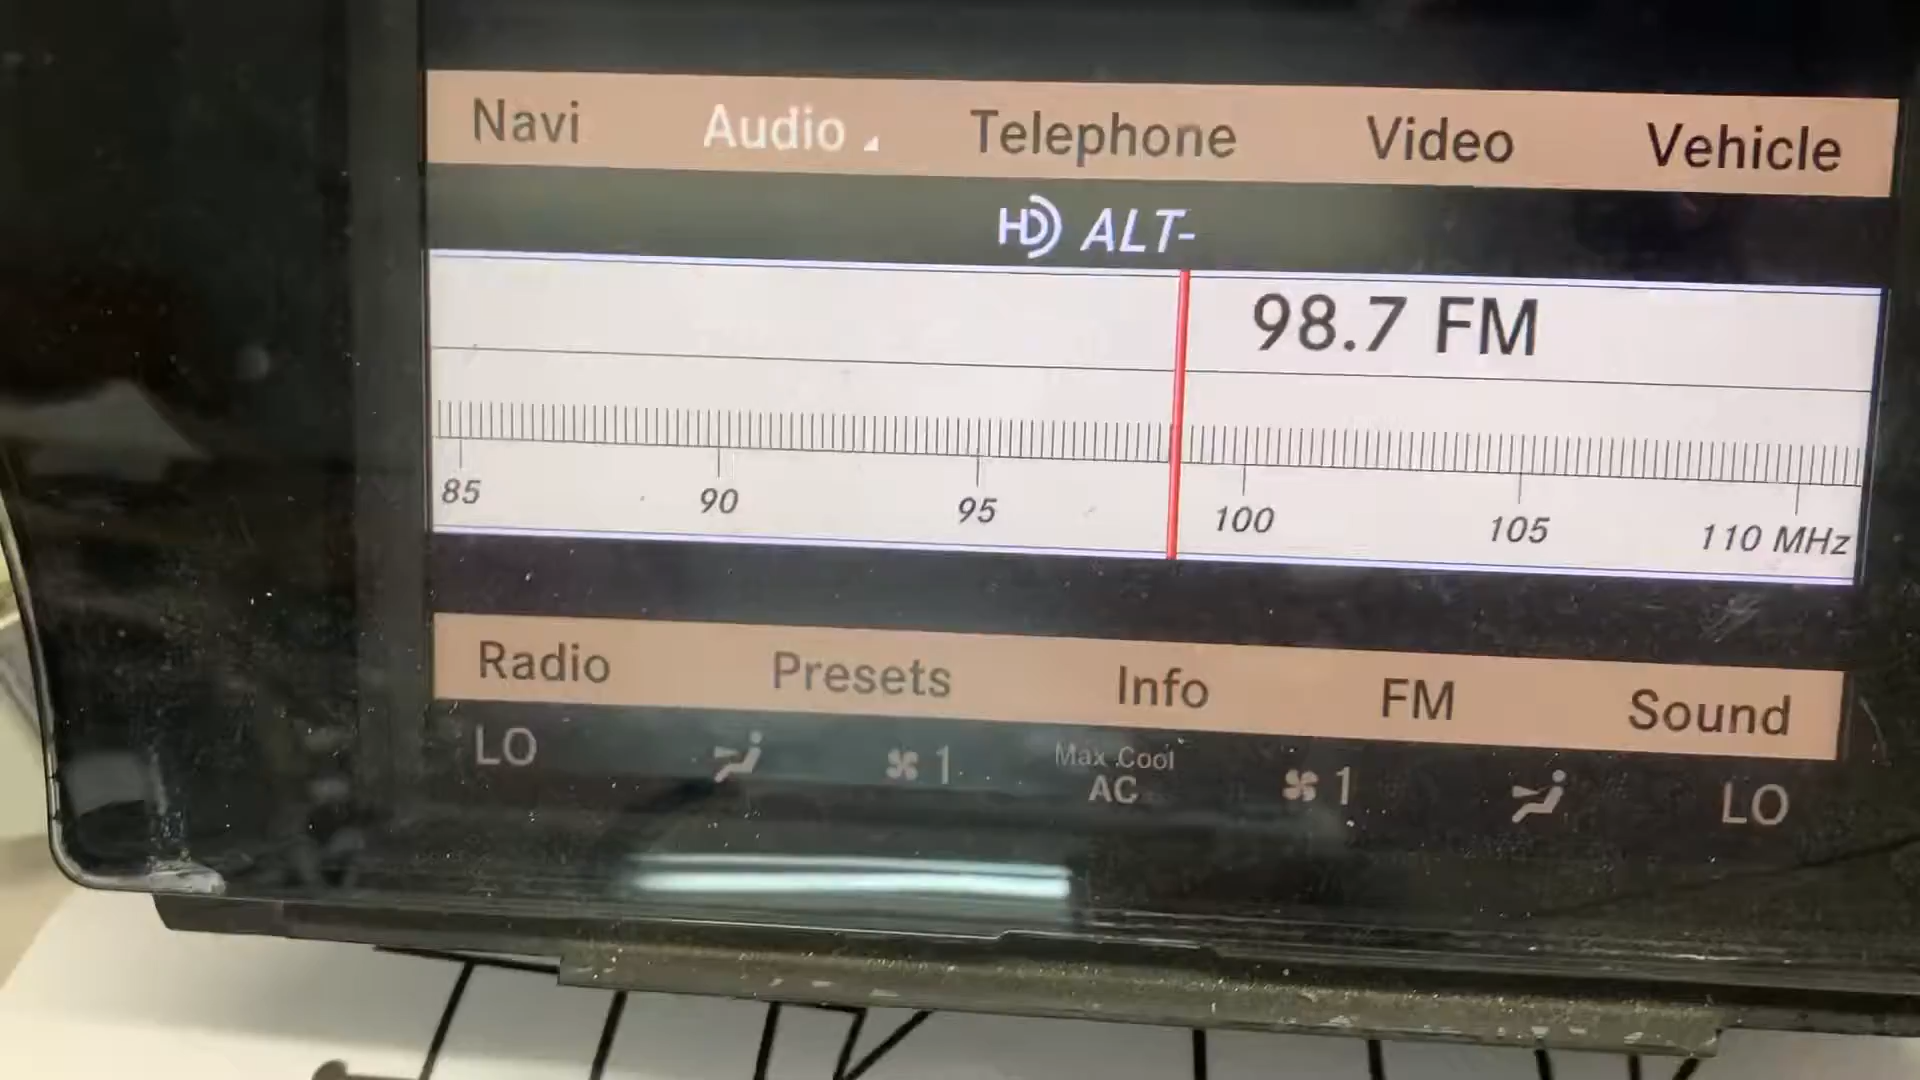 Navi Audio Telephone Video Vehicle
HD ALT-
98.7 FM
85 90 95 100 105 110 MHz
Radio Presets Info FM Sound
LO 1 Max Cool AC 1 LO